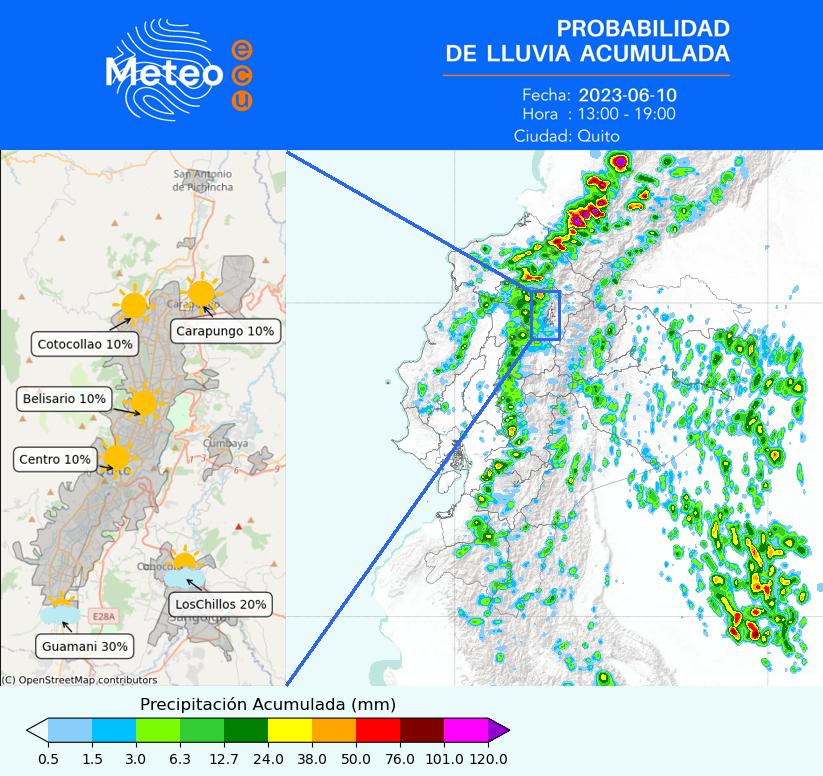 Meteo
e
c
u
PROBABILIDAD
DE LLUVIA ACUMULADA
Fecha: 2023-06-10
Hora : 13:00 - 19:00
Ciudad: Quito
San Antonio
de Pichincha
Cotocollao 10%
Carapungo 10%
Belisario 10%
Centro 10%
Cumbaya
LosChillos 20%
E28A
Guamani 30%
(C) OpenStreetMap contributors
Precipitación Acumulada (mm)
0.5 1.5 3.0 6.3 12.7 24.0 38.0 50.0 76.0 101.0 120.0